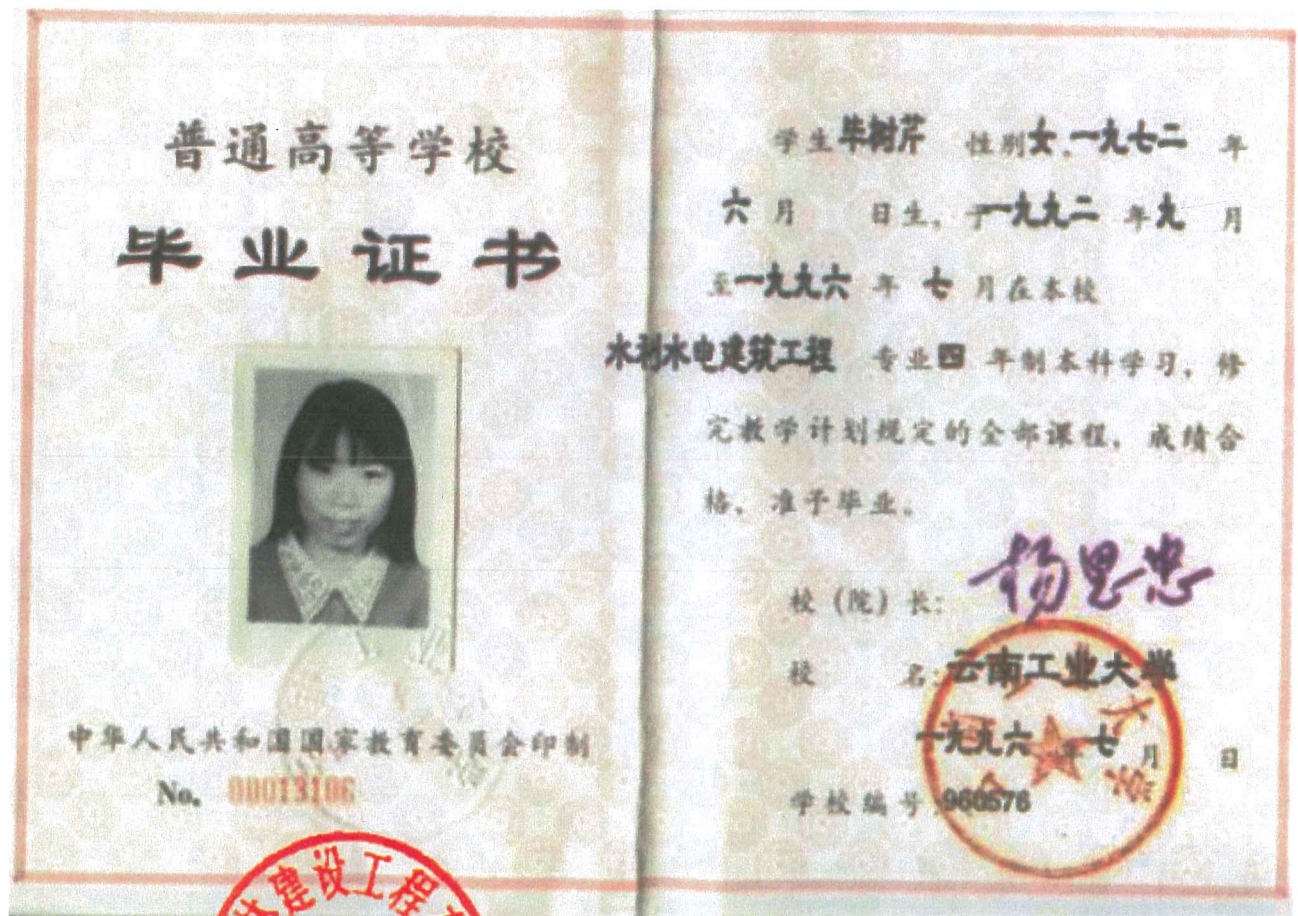 普通高等学校
毕业证书
中华人民共和国国家教育委员会印制
No. 00013106
建设工程
学生毕树芹 性别女,一九七二 年
六 月 日生, 于一九九二 年九 月
至一九九六 年 七 月在本校
水利水电建筑工程 专业四 年制本科学习, 修
完教学计划规定的全部课程, 成绩合
格, 准予毕业。
校(院)长: 杨思忠
校 名: 云南工业大学
一九九六 年 七 月 日
学校编号: 960576